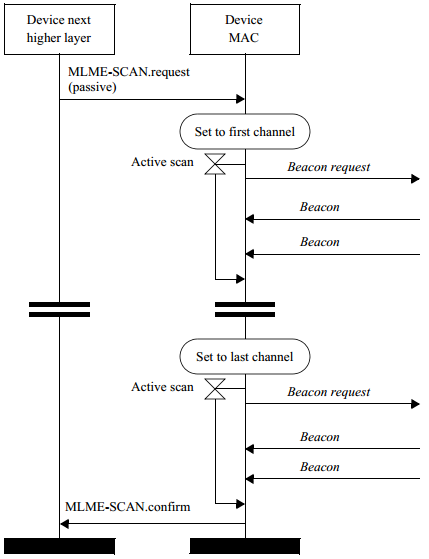 Device next
higher layer
Device
MAC
MLME-SCAN.request
(passive)
Set to first channel
Active scan
Beacon request
Beacon
Beacon
Set to last channel
Active scan
Beacon request
Beacon
Beacon
MLME-SCAN.confirm